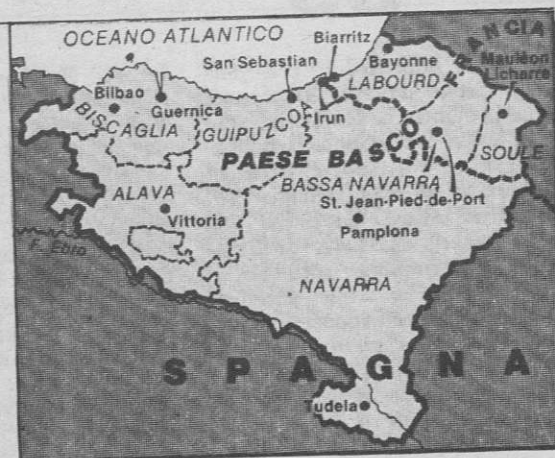 OCEANO ATLANTICO
Biarritz
FRANCIA
San Sebastian
Bayonne
Mauléon
Licharre
LABOURD
Bilbao
Guernica
Irun
BISCAGLIA
GUIPUZCOA
SOULE
PAESE BASCO
BASSA NAVARRA
ALAVA
St. Jean-Pied-de-Port
Vittoria
Pamplona
F. Ebro
NAVARRA
SPAGNA
Tudela